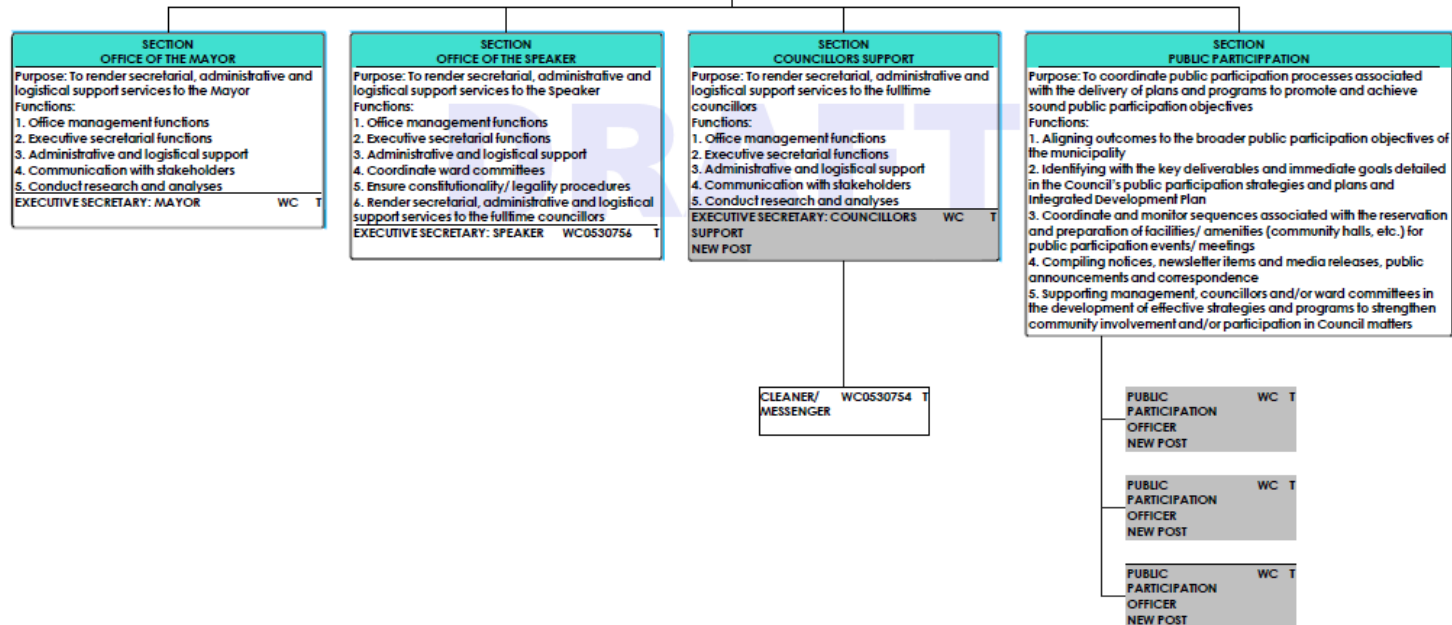 SECTION
OFFICE OF THE MAYOR
Purpose: To render secretarial, administrative and
logistical support services to the Mayor
Functions:
1. Office management functions
2. Executive secretarial functions
3. Administrative and logistical support
4. Communication with stakeholders
5. Conduct research and analyses
EXECUTIVE SECRETARY: MAYOR WC T
SECTION
OFFICE OF THE SPEAKER
Purpose: To render secretarial, administrative and
logistical support services to the Speaker
Functions:
1. Office management functions
2. Executive secretarial functions
3. Administrative and logistical support
4. Coordinate ward committees
5. Ensure constitutionality/ legality procedures
6. Render secretarial, administrative and logistical
support services to the fulltime councillors
EXECUTIVE SECRETARY: SPEAKER WC0530756 T
SECTION
COUNCILLORS SUPPORT
Purpose: To render secretarial, administrative and
logistical support services to the fulltime
councillors
Functions:
1. Office management functions
2. Executive secretarial functions
3. Administrative and logistical support
4. Communication with stakeholders
5. Conduct research and analyses
EXECUTIVE SECRETARY: COUNCILLORS WC T
SUPPORT
NEW POST
CLEANER/ WC0530754 T
MESSENGER
SECTION
PUBLIC PARTICIPPATION
Purpose: To coordinate public participation processes associated
with the delivery of plans and programs to promote and achieve
sound public participation objectives
Functions:
1. Aligning outcomes to the broader public participation objectives of
the municipality
2. Identifying with the key deliverables and immediate goals detailed
in the Council's public participation strategies and plans and
Integrated Development Plan
3. Coordinate and monitor sequences associated with the reservation
and preparation of facilities/ amenities (community halls, etc.) for
public participation events/ meetings
4. Compiling notices, newsletter items and media releases, public
announcements and correspondence
5. Supporting management, councillors and/or ward committees in
the development of effective strategies and programs to strengthen
community involvement and/or participation in Council matters
PUBLIC WC T
PARTICIPATION
OFFICER
NEW POST
PUBLIC WC T
PARTICIPATION
OFFICER
NEW POST
PUBLIC WC T
PARTICIPATION
OFFICER
NEW POST
DRAFT